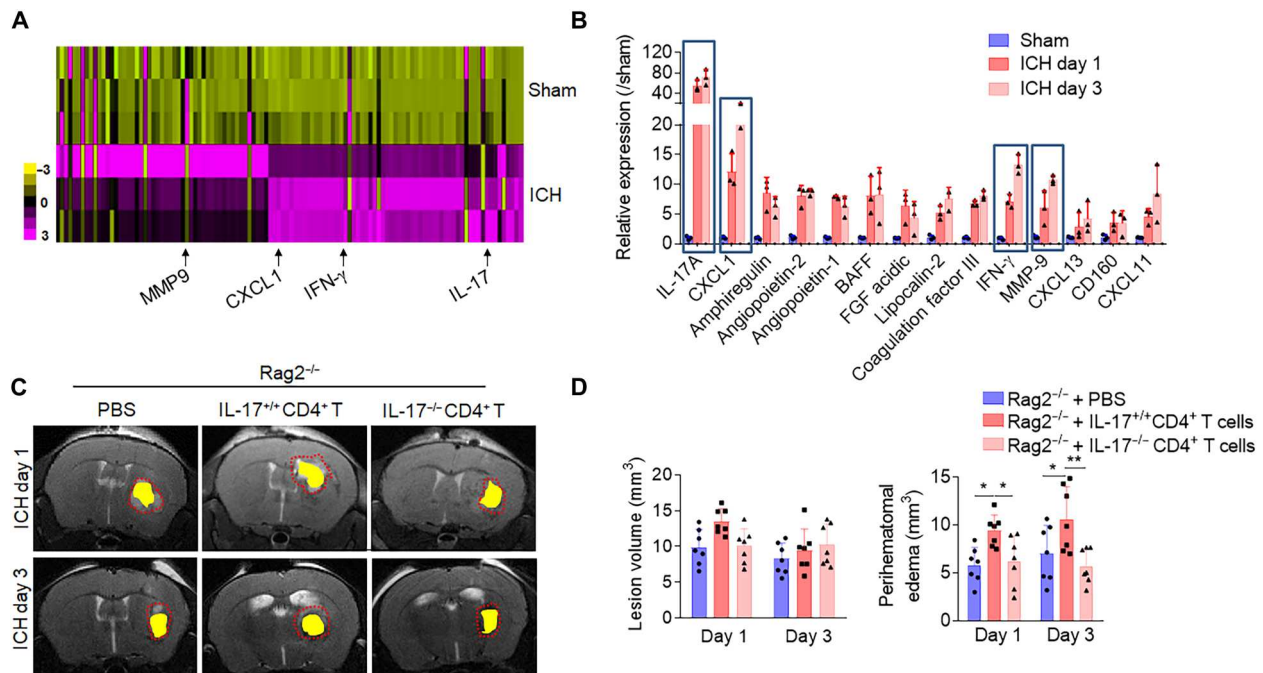 A
Sham
ICH
–3
0
3
MMP9
CXCL1
IFN-γ
IL-17
B
Relative expression (/sham)
120
80
40
20
15
10
5
0
Sham
ICH day 1
ICH day 3
IL-17A
CXCL1
Amphiregulin
Angiopoietin-2
Angiopoietin-1
BAFF
FGF acidic
Lipocalin-2
Coagulation factor III
IFN-γ
MMP-9
CXCL13
CD160
CXCL11
C
Rag2⁻/⁻
PBS
IL-17⁺/⁺CD4⁺ T
IL-17⁻/⁻CD4⁺ T
ICH day 1
ICH day 3
D
Rag2⁻/⁻ + PBS
Rag2⁻/⁻ + IL-17⁺/⁺CD4⁺ T cells
Rag2⁻/⁻ + IL-17⁻/⁻ CD4⁺ T cells
Lesion volume (mm³)
20
15
10
5
0
Day 1
Day 3
Perihematomal
edema (mm³)
15
10
5
0
* *
* **
Day 1
Day 3